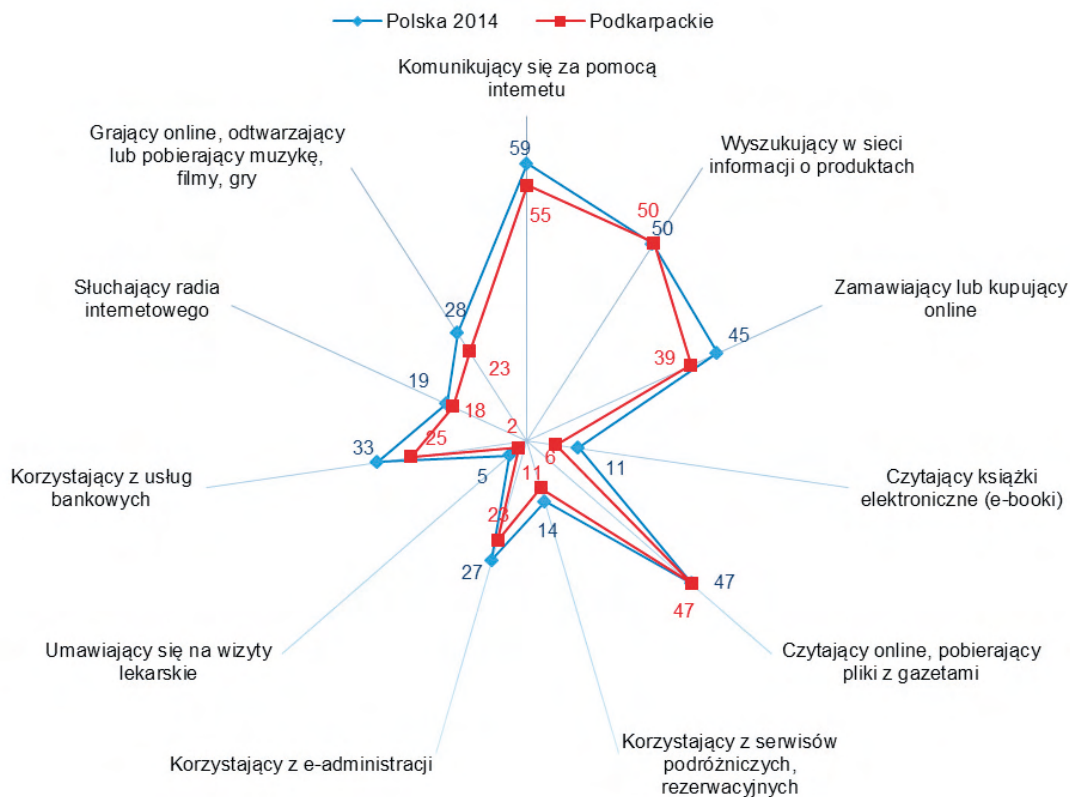 Polska 2014
Podkarpackie
Komunikujący się za pomocą
internetu
Grający online, odtwarzający
lub pobierający muzykę,
filmy, gry
Wyszukujący w sieci
informacji o produktach
59
55
50
50
Słuchający radia
internetowego
Zamawiający lub kupujący
online
28
23
45
39
19
18
33
25
2
5
6
11
11
14
23
27
47
47
Korzystający z usług
bankowych
Czytający książki
elektroniczne (e-booki)
Umawiający się na wizyty
lekarskie
Czytający online, pobierający
pliki z gazetami
Korzystający z e-administracji
Korzystający z serwisów
podróżniczych,
rezerwacyjnych